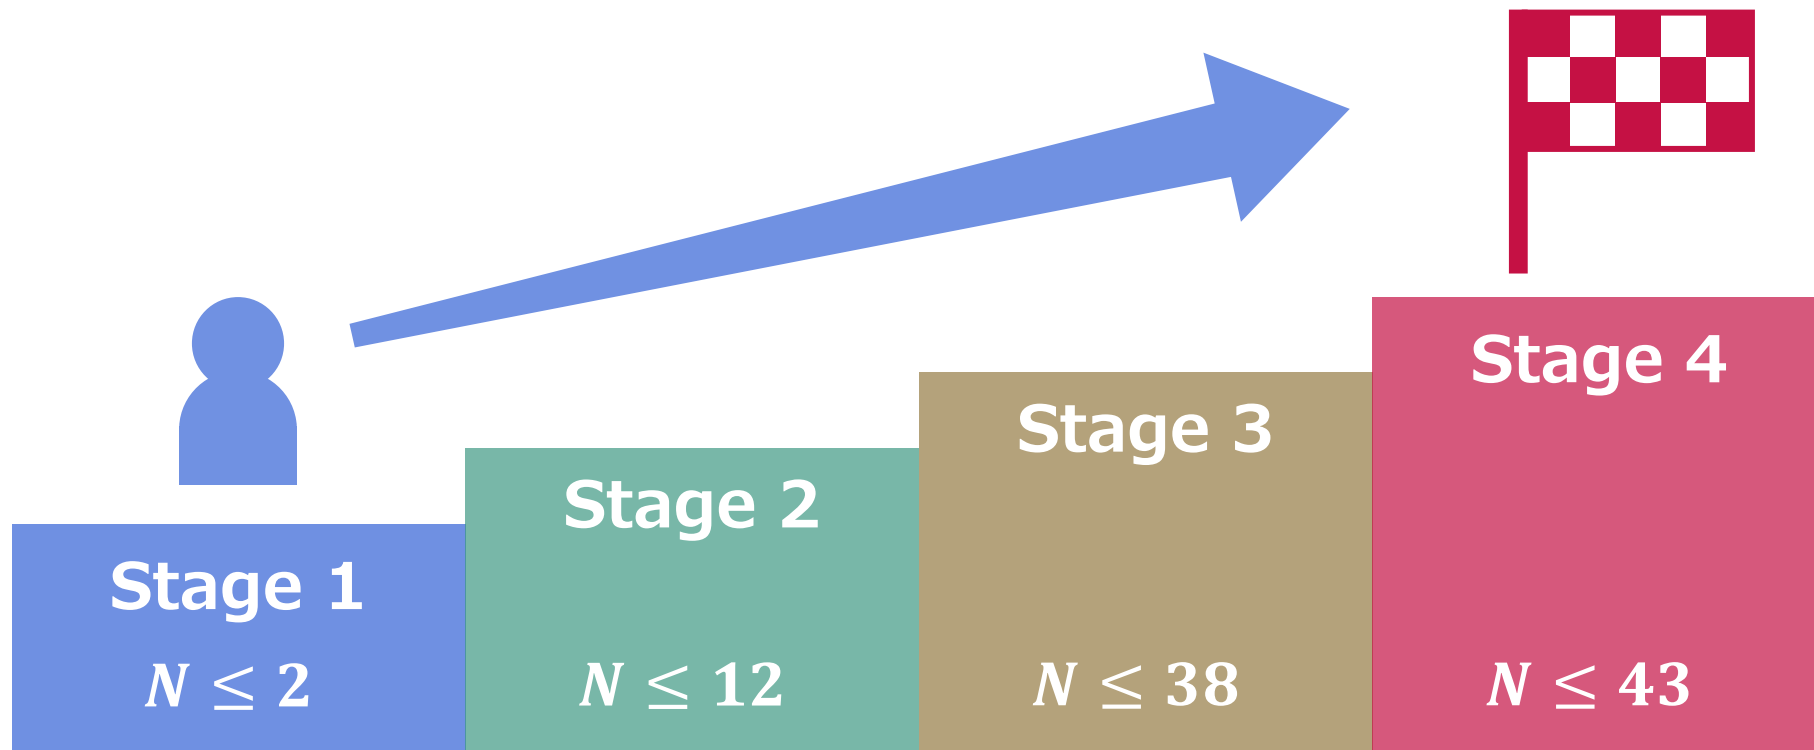 Stage 1
N ≤ 2
Stage 2
N ≤ 12
Stage 3
N ≤ 38
Stage 4
N ≤ 43